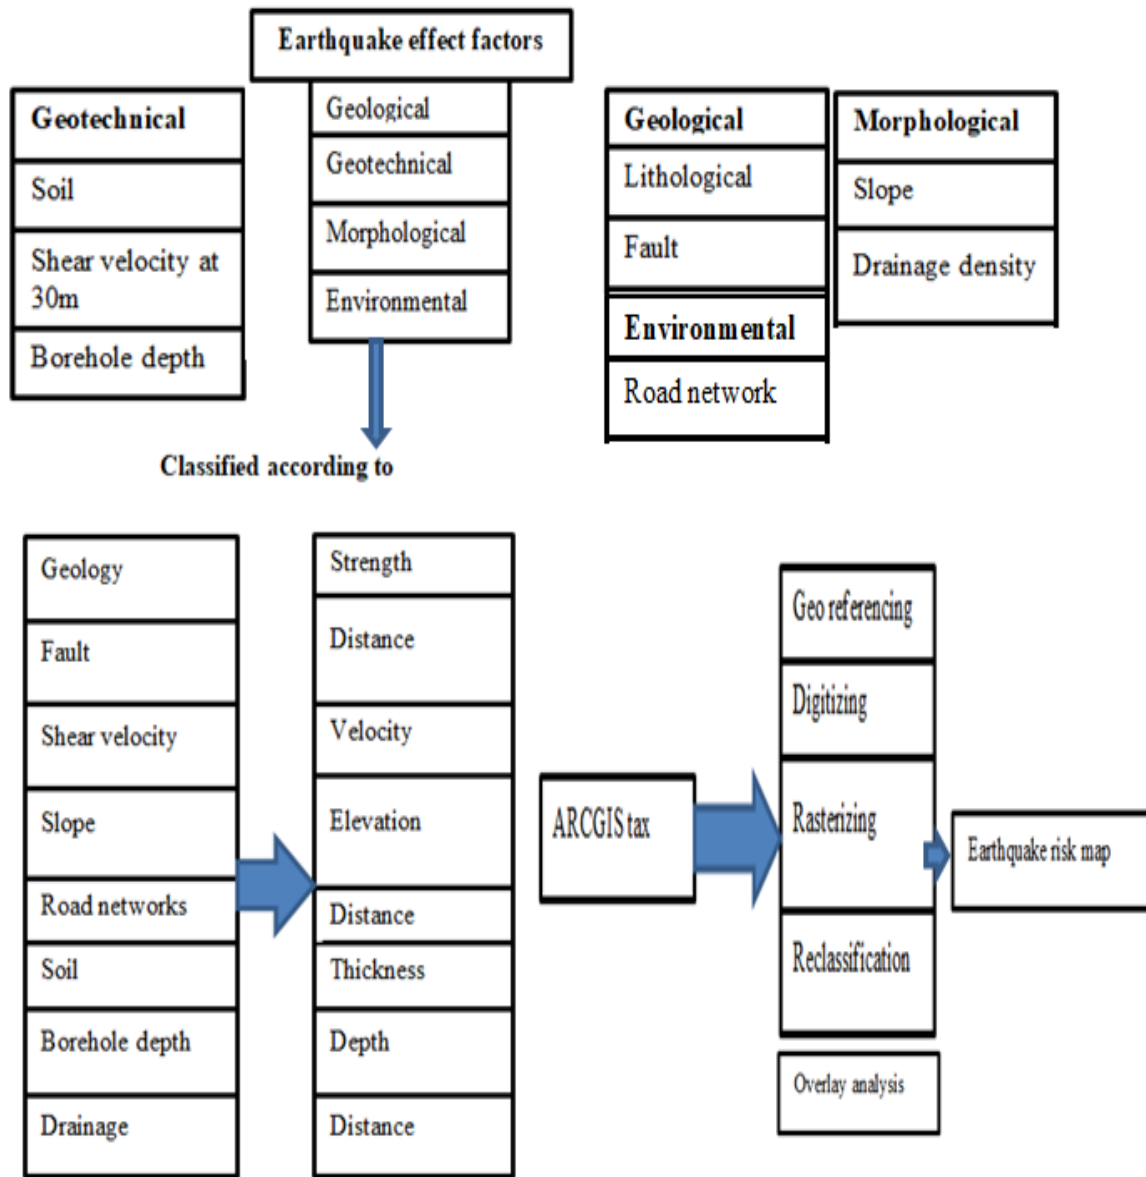 Earthquake effect factors
Geological
Geotechnical
Morphological
Environmental
Geotechnical
Soil
Shear velocity at
30m
Borehole depth
Geological
Lithological
Fault
Environmental
Road network
Morphological
Slope
Drainage density
Classified according to
Geology
Fault
Shear velocity
Slope
Road networks
Soil
Borehole depth
Drainage
Strength
Distance
Velocity
Elevation
Distance
Thickness
Depth
Distance
ARCGIS tax
Geo referencing
Digitizing
Rasterizing
Reclassification
Overlay analysis
Earthquake risk map